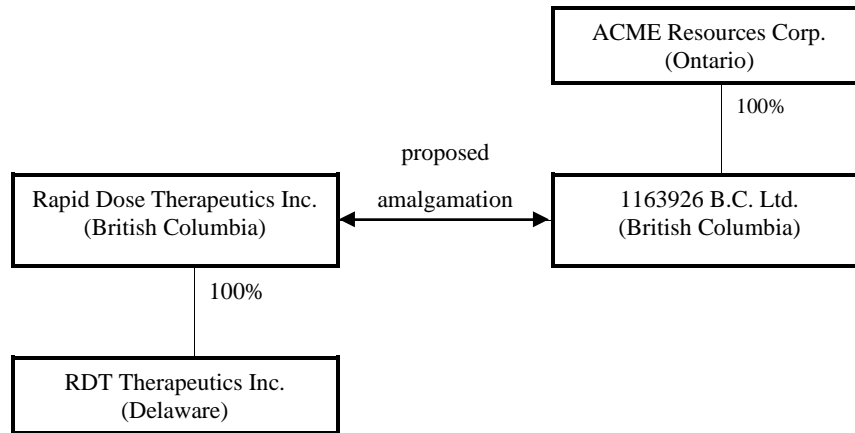 ACME Resources Corp.
(Ontario)
100%
proposed
amalgamation
Rapid Dose Therapeutics Inc.
(British Columbia)
1163926 B.C. Ltd.
(British Columbia)
100%
RDT Therapeutics Inc.
(Delaware)